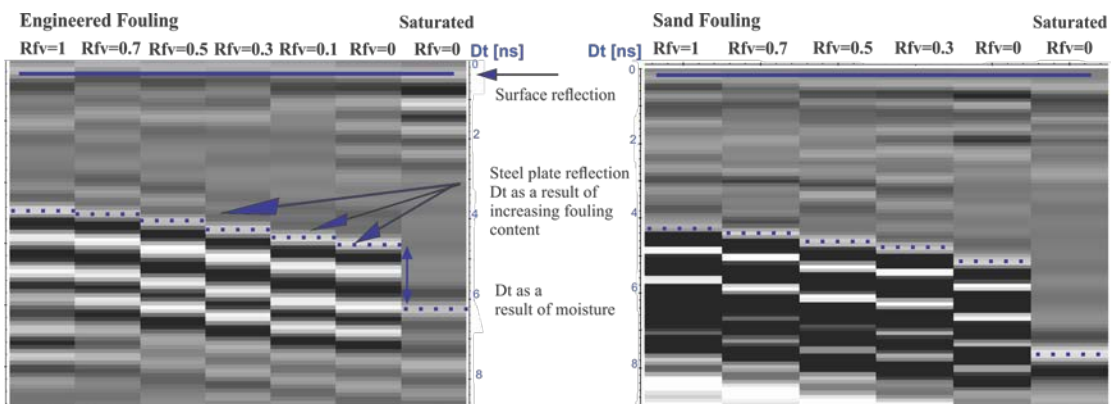 Engineered Fouling
Saturated
Rfv=1 Rfv=0.7 Rfv=0.5 Rfv=0.3 Rfv=0.1 Rfv=0 Rfv=0
Dt [ns]
0
2
4
6
8
Surface reflection
Steel plate reflection
Dt as a result of
increasing fouling
content
Dt as a
result of moisture
Sand Fouling
Saturated
Dt [ns]
Rfv=1 Rfv=0.7 Rfv=0.5 Rfv=0.3 Rfv=0 Rfv=0
0
2
4
6
8